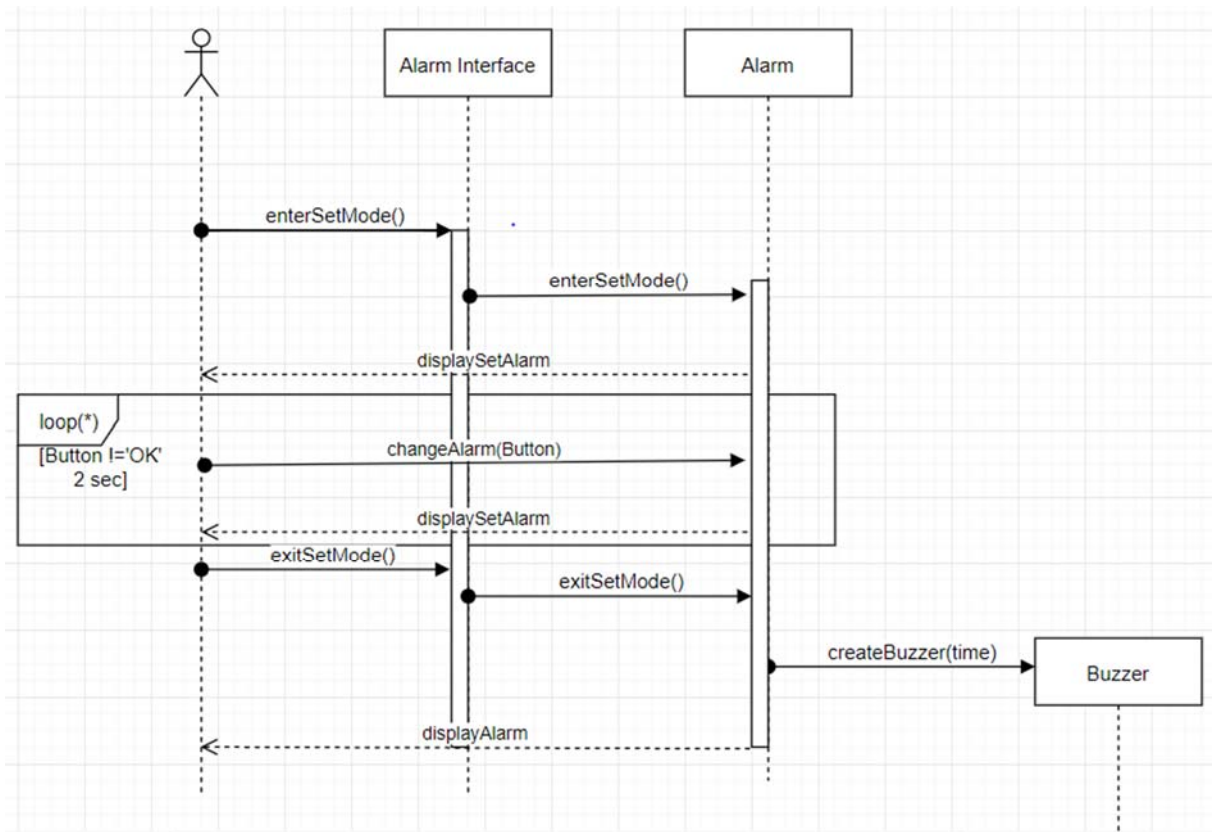 Alarm Interface
Alarm
enterSetMode()
enterSetMode()
displaySetAlarm
loop(*)
[Button !='OK'
2 sec]
changeAlarm(Button)
displaySetAlarm
exitSetMode()
exitSetMode()
createBuzzer(time)
Buzzer
displayAlarm